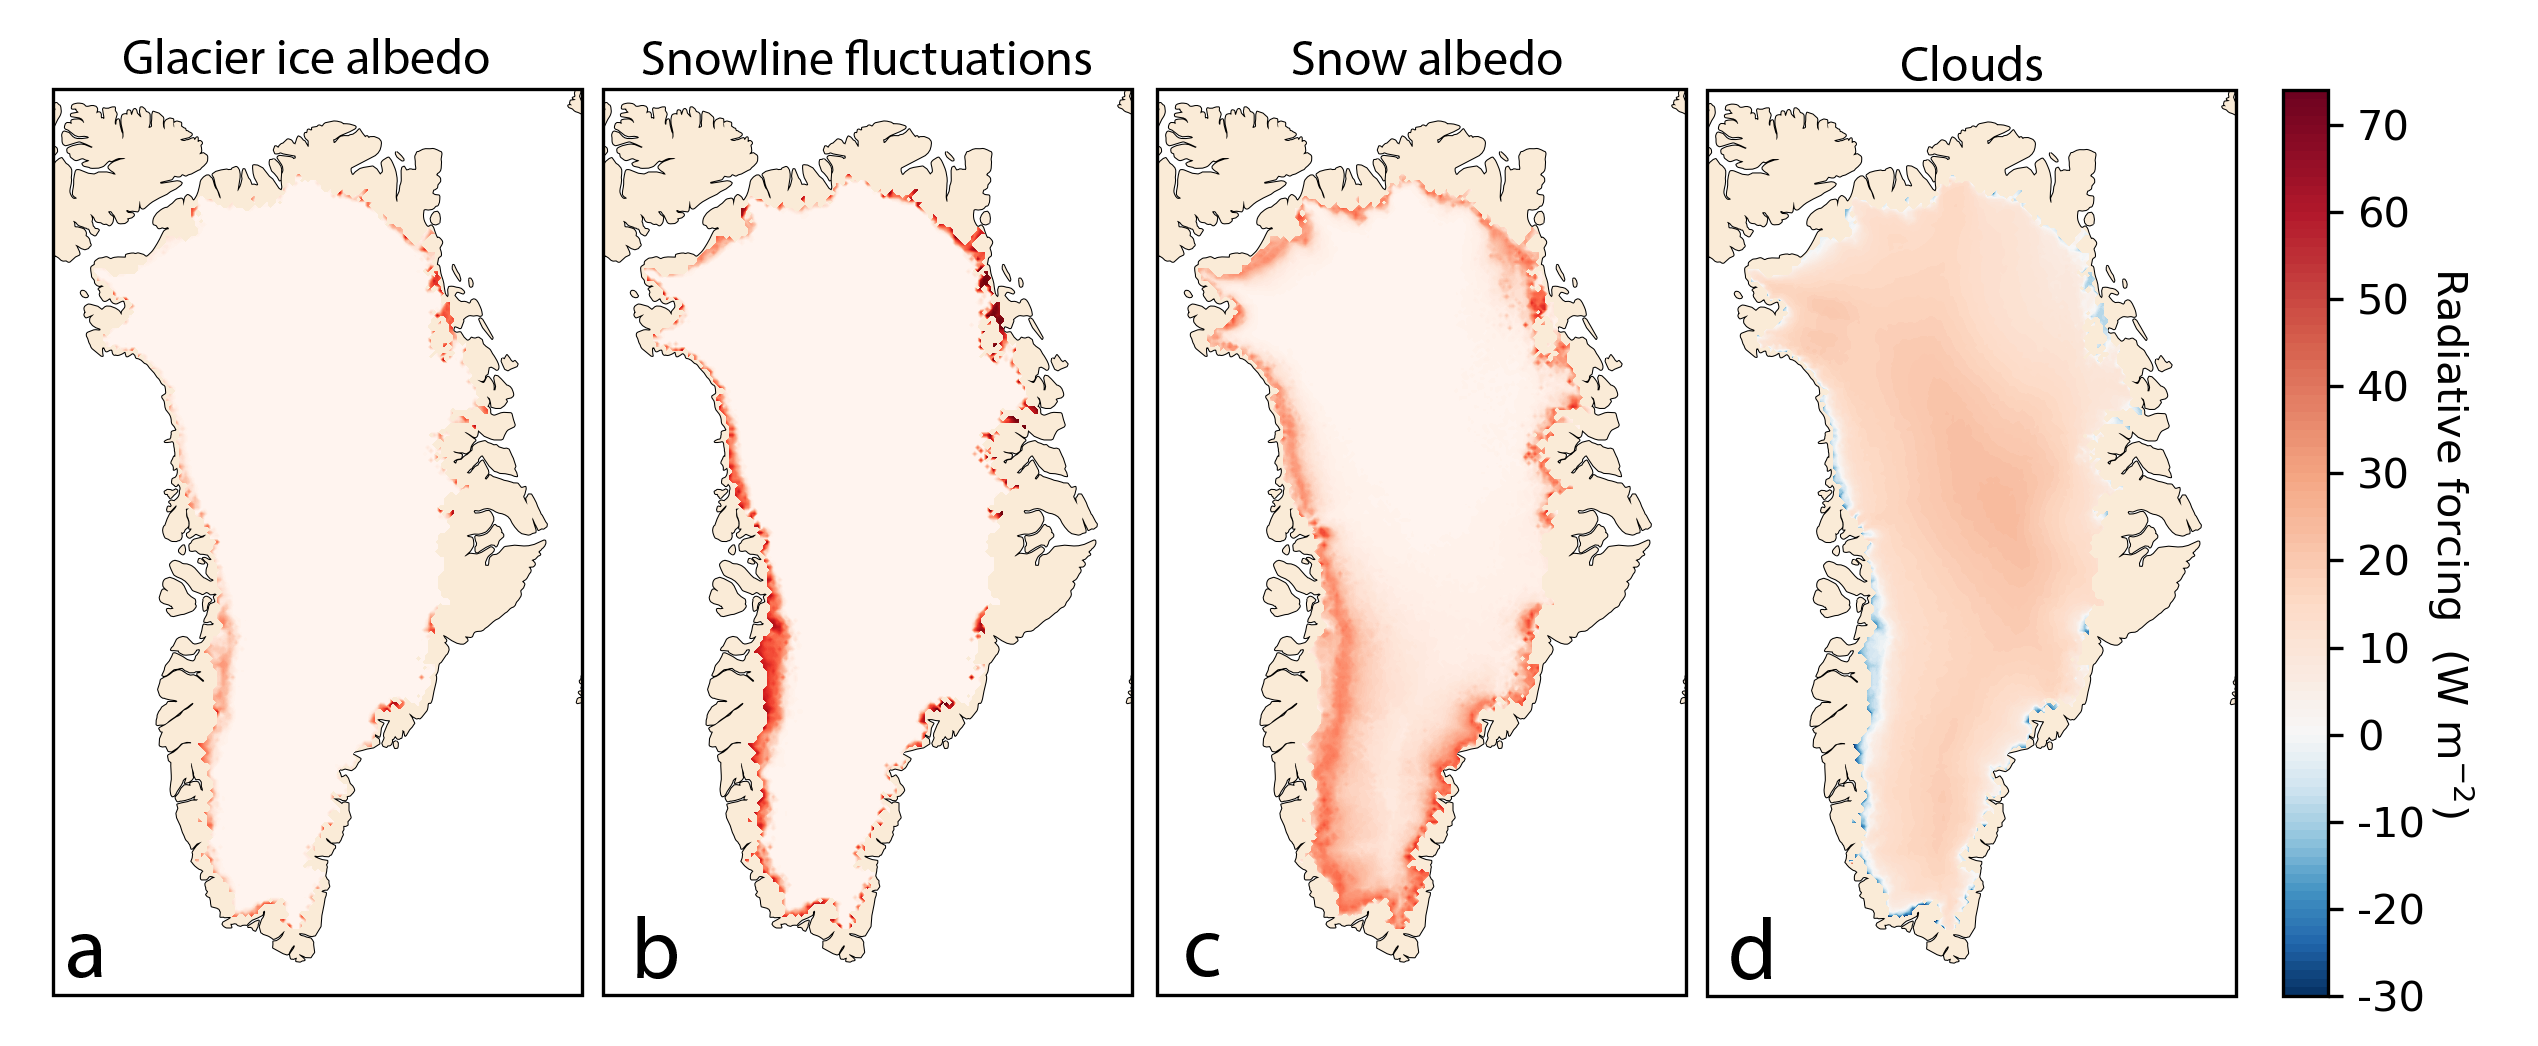 Glacier ice albedo
Snowline fluctuations
Snow albedo
Clouds
a
b
c
d
70
60
50
40
30
20
10
0
-10
-20
-30
Radiative forcing (W m⁻²)